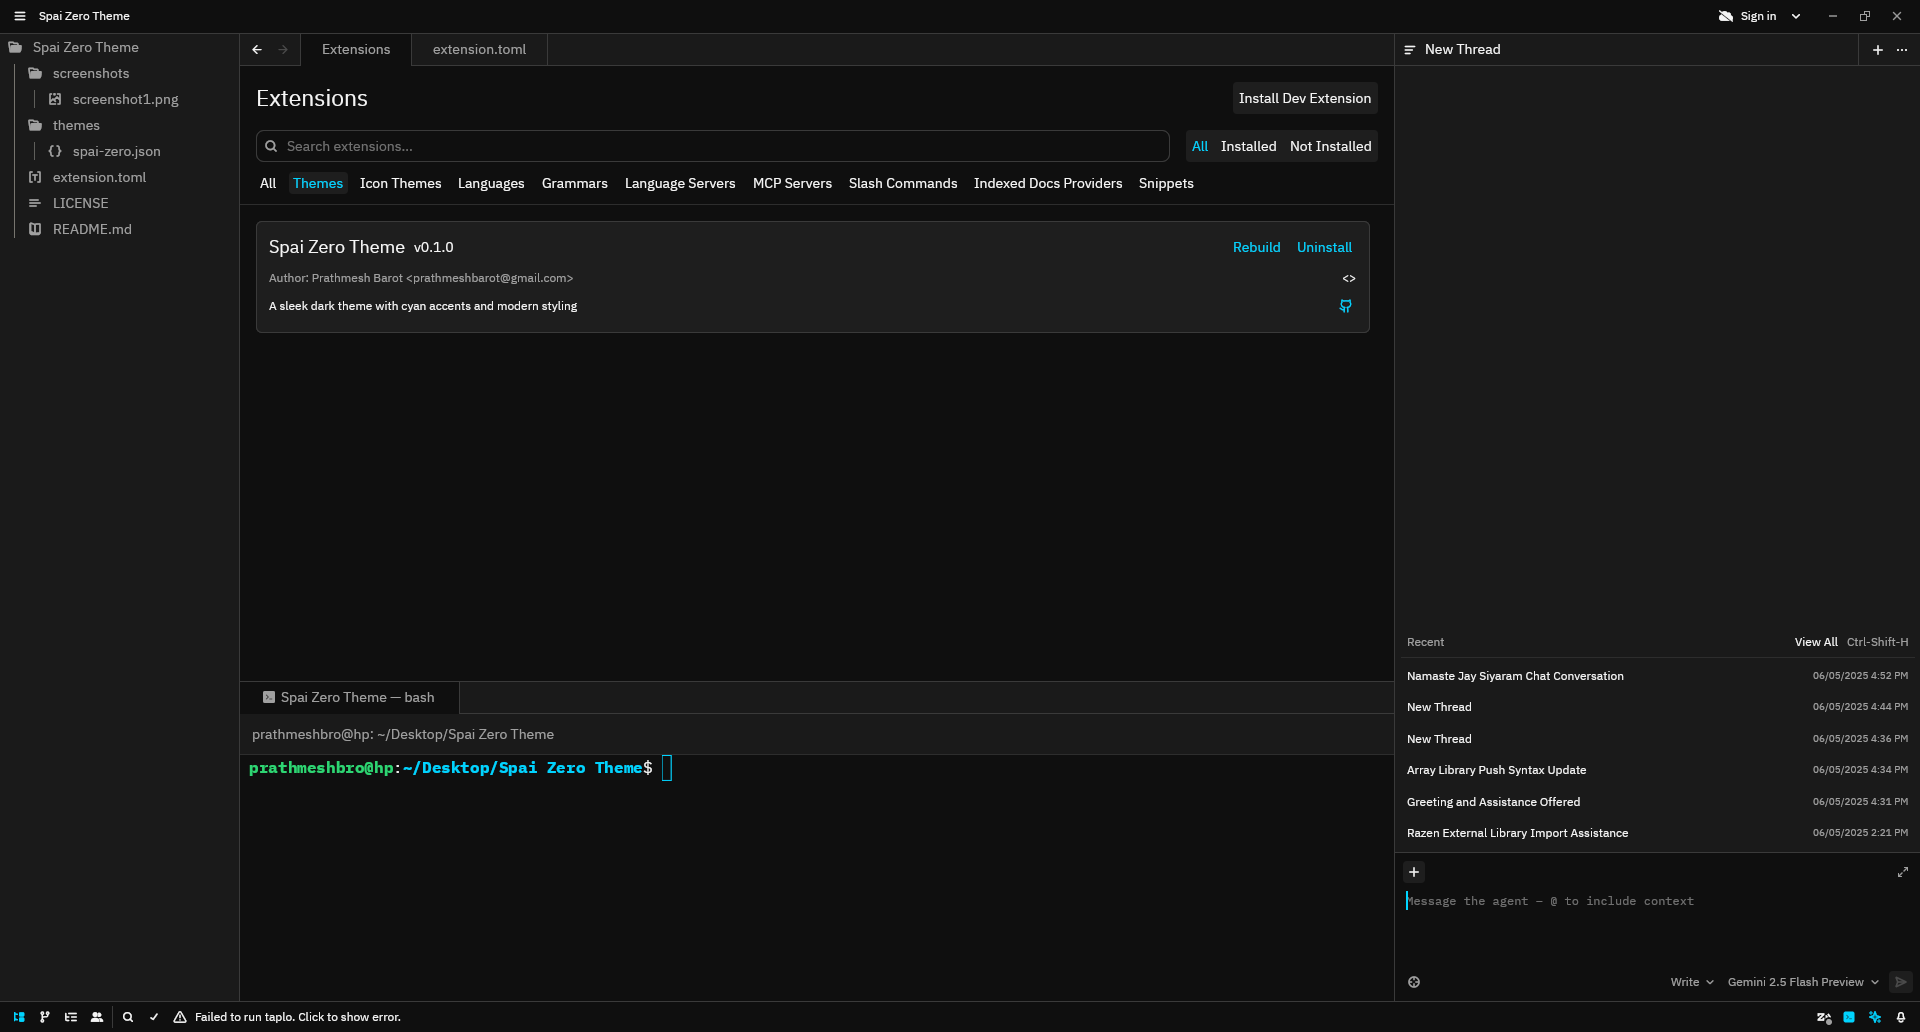 Spai Zero Theme
Sign in
Spai Zero Theme
screenshots
screenshot1.png
themes
spai-zero.json
extension.toml
LICENSE
README.md
Extensions
extension.toml
Extensions
Install Dev Extension
Search extensions...
All Installed Not Installed
All Themes Icon Themes Languages Grammars Language Servers MCP Servers Slash Commands Indexed Docs Providers Snippets
Spai Zero Theme v0.1.0
Rebuild Uninstall
Author: Prathmesh Barot <prathmeshbarot@gmail.com>
<>
A sleek dark theme with cyan accents and modern styling
Spai Zero Theme — bash
prathmeshbro@hp: ~/Desktop/Spai Zero Theme
prathmeshbro@hp:~/Desktop/Spai Zero Theme$
New Thread
Recent
View All Ctrl-Shift-H
Namaste Jay Siyaram Chat Conversation 06/05/2025 4:52 PM
New Thread 06/05/2025 4:44 PM
New Thread 06/05/2025 4:36 PM
Array Library Push Syntax Update 06/05/2025 4:34 PM
Greeting and Assistance Offered 06/05/2025 4:31 PM
Razen External Library Import Assistance 06/05/2025 2:21 PM
Message the agent – @ to include context
Write Gemini 2.5 Flash Preview
Failed to run taplo. Click to show error.